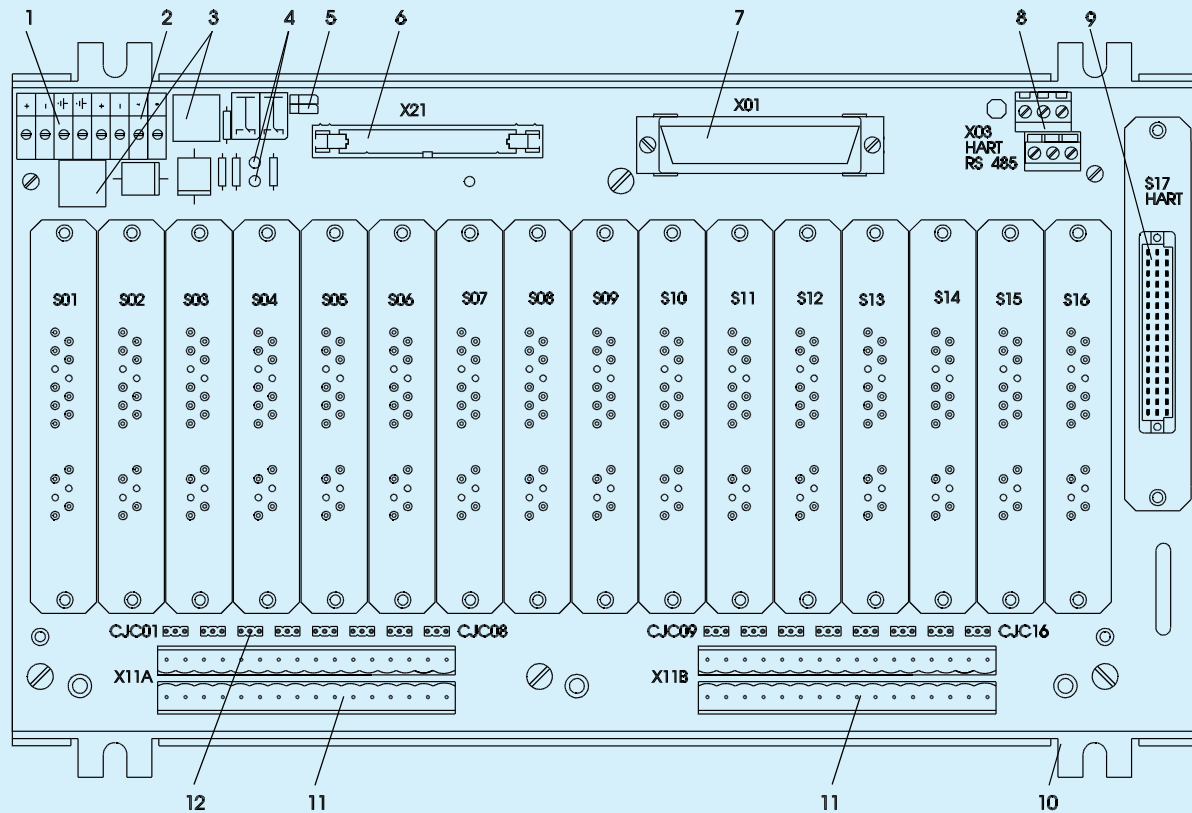 1 2 3 4 5 6 7 8 9
+ – + –
X21
X01
X03
HART
RS 485
S17
HART
S01 S02 S03 S04 S05 S06 S07 S08 S09 S10 S11 S12 S13 S14 S15 S16
CJC01 CJC08 CJC09 CJC16
X11A X11B
12 11 11 10